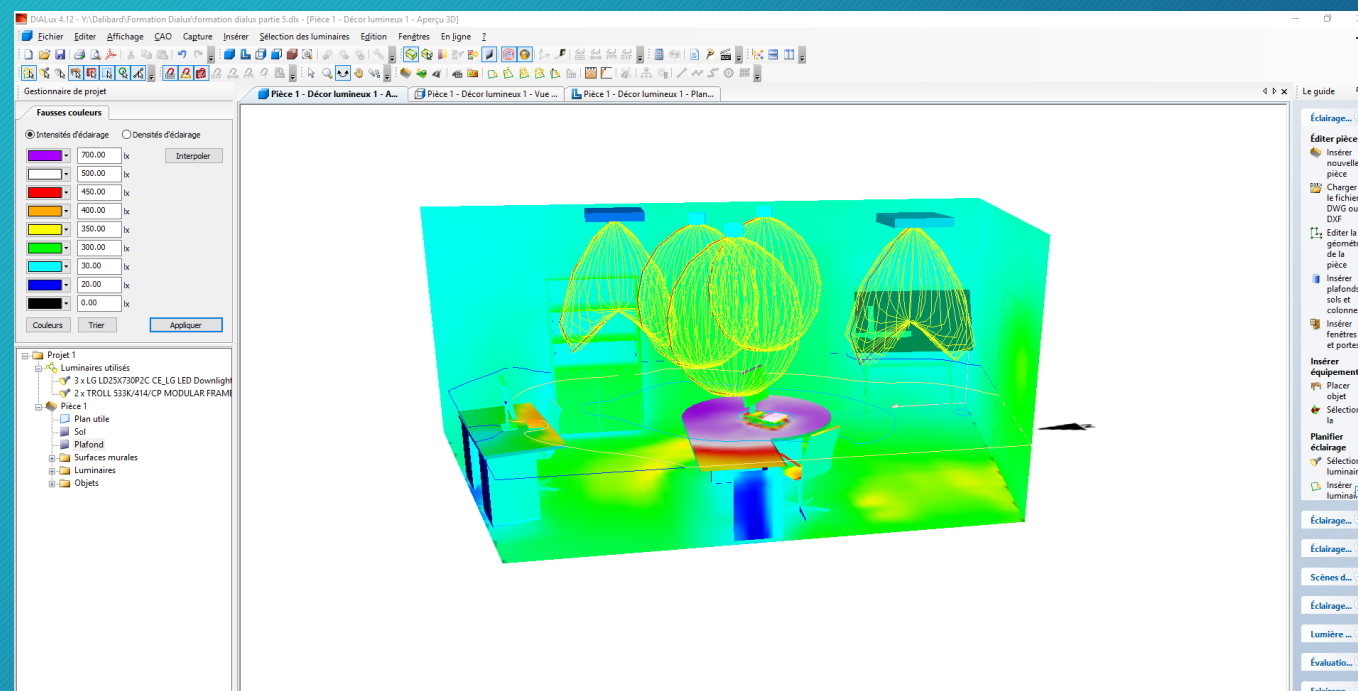 DIALux 4.12 - Y:\Dalibard\Formation Dialux\formation dialux partie 5.dlx - [Pièce 1 - Décor lumineux 1 - Aperçu 3D]
Fichier Editer Affichage CAO Capture Insérer Sélection des luminaires Edition Fenêtres En ligne ?
Gestionnaire de projet
Pièce 1 - Décor lumineux 1 - A... Pièce 1 - Décor lumineux 1 - Vue ... Pièce 1 - Décor lumineux 1 - Plan...
Fausses couleurs
Intensités d'éclairage Densités d'éclairage
700.00 lx Interpoler
500.00 lx
450.00 lx
400.00 lx
350.00 lx
300.00 lx
30.00 lx
20.00 lx
0.00 lx
Couleurs Trier Appliquer
Projet 1
Luminaires utilisés
3 x LG LD25X730P2C CE_LG LED Downlight
2 x TROLL 533K/414/CP MODULAR FRAME
Pièce 1
Plan utile
Sol
Plafond
Surfaces murales
Luminaires
Objets
Le guide
Éclairage...
Éditer pièce
Insérer
nouvelle
pièce
Charger
le fichier
DWG ou
DXF
Editer la
géomét
de la
pièce
Insérer
plafonds
sols et
colonne
Insérer
fenêtres
et portes
Insérer
équipement
Placer
objet
Sélection
la
Planifier
éclairage
Sélection
luminair
Insérer
luminai
Éclairage...
Éclairage...
Scènes d...
Éclairage...
Lumière ...
Évaluatio...